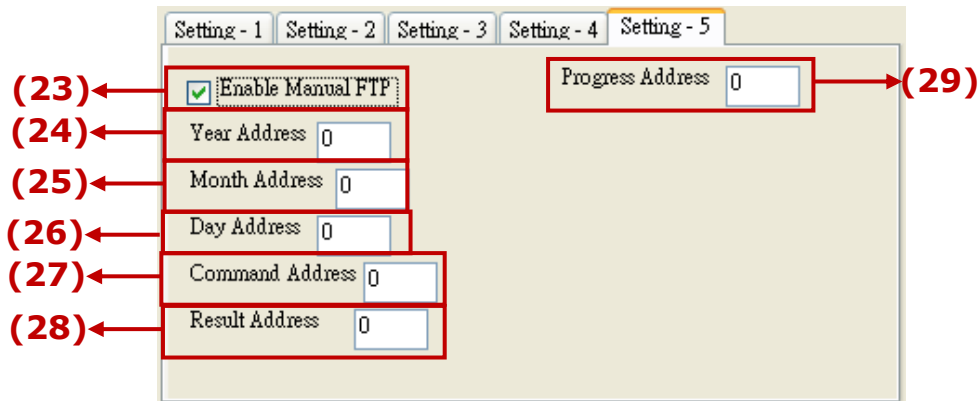 Setting - 1 Setting - 2 Setting - 3 Setting - 4 Setting - 5
(23) Enable Manual FTP Progress Address 0 (29)
(24) Year Address 0
(25) Month Address 0
(26) Day Address 0
(27) Command Address 0
(28) Result Address 0